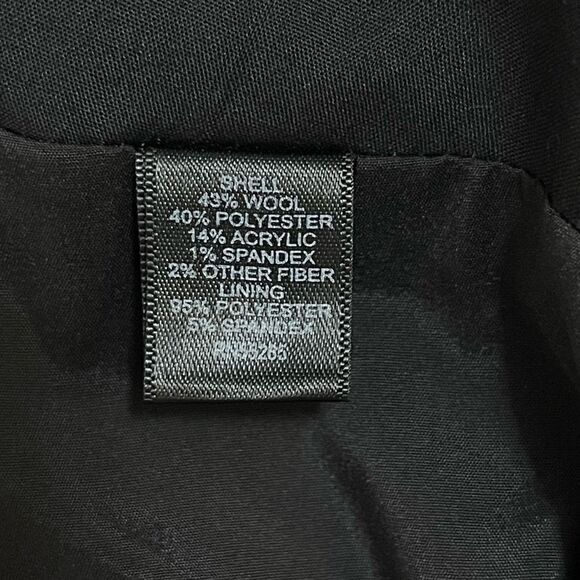 SHELL
43% WOOL
40% POLYESTER
14% ACRYLIC
1% SPANDEX
2% OTHER FIBER
LINING
95% POLYESTER
5% SPANDEX